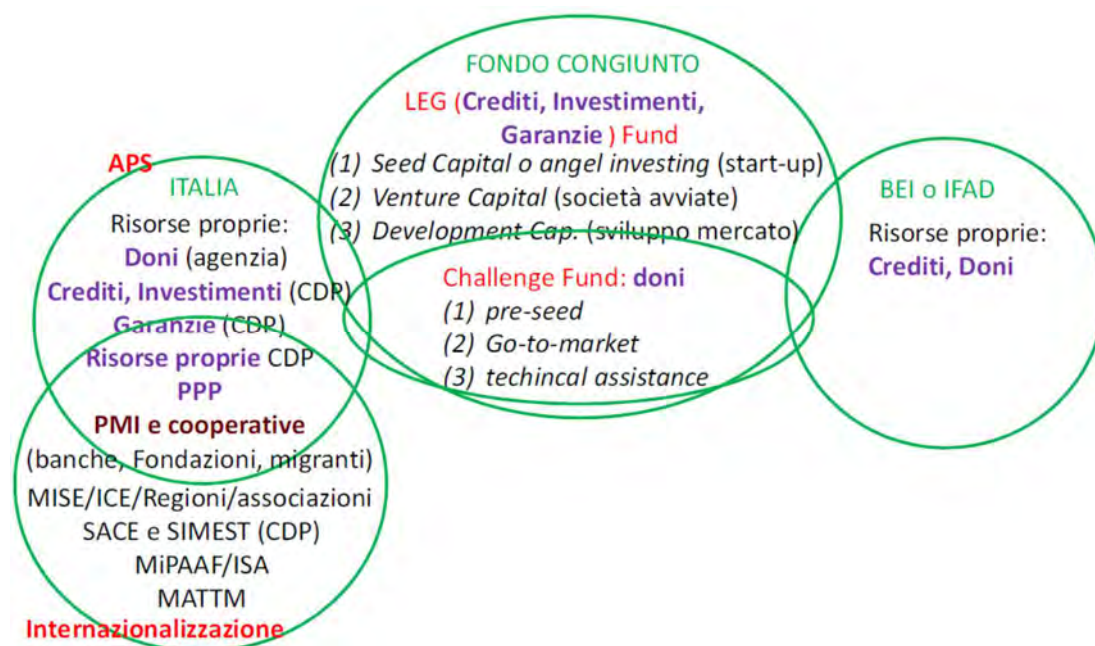 FONDO CONGIUNTO
LEG (Crediti, Investimenti,
Garanzie ) Fund
(1) Seed Capital o angel investing (start-up)
(2) Venture Capital (società avviate)
(3) Development Cap. (sviluppo mercato)
Challenge Fund: doni
(1) pre-seed
(2) Go-to-market
(3) techincal assistance
APS
ITALIA
Risorse proprie:
Doni (agenzia)
Crediti, Investimenti (CDP)
Garanzie (CDP)
Risorse proprie CDP
PPP
PMI e cooperative
(banche, Fondazioni, migranti)
MISE/ICE/Regioni/associazioni
SACE e SIMEST (CDP)
MiPAAF/ISA
MATTM
Internazionalizzazione
BEI o IFAD
Risorse proprie:
Crediti, Doni